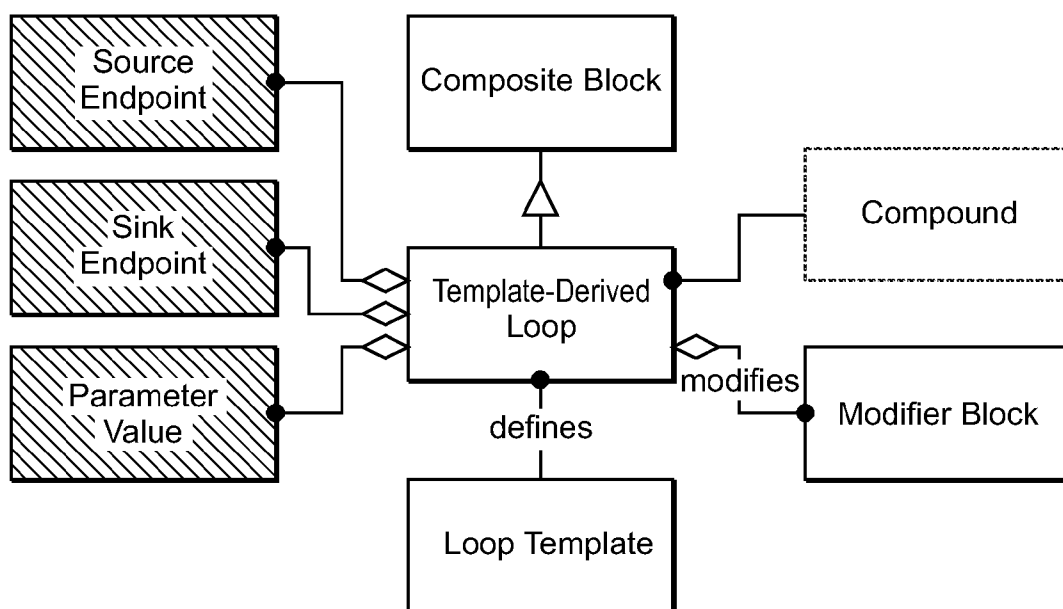 Source
Endpoint
Composite Block
Compound
Sink
Endpoint
Template-Derived
Loop
Parameter
Value
modifies
Modifier Block
defines
Loop Template